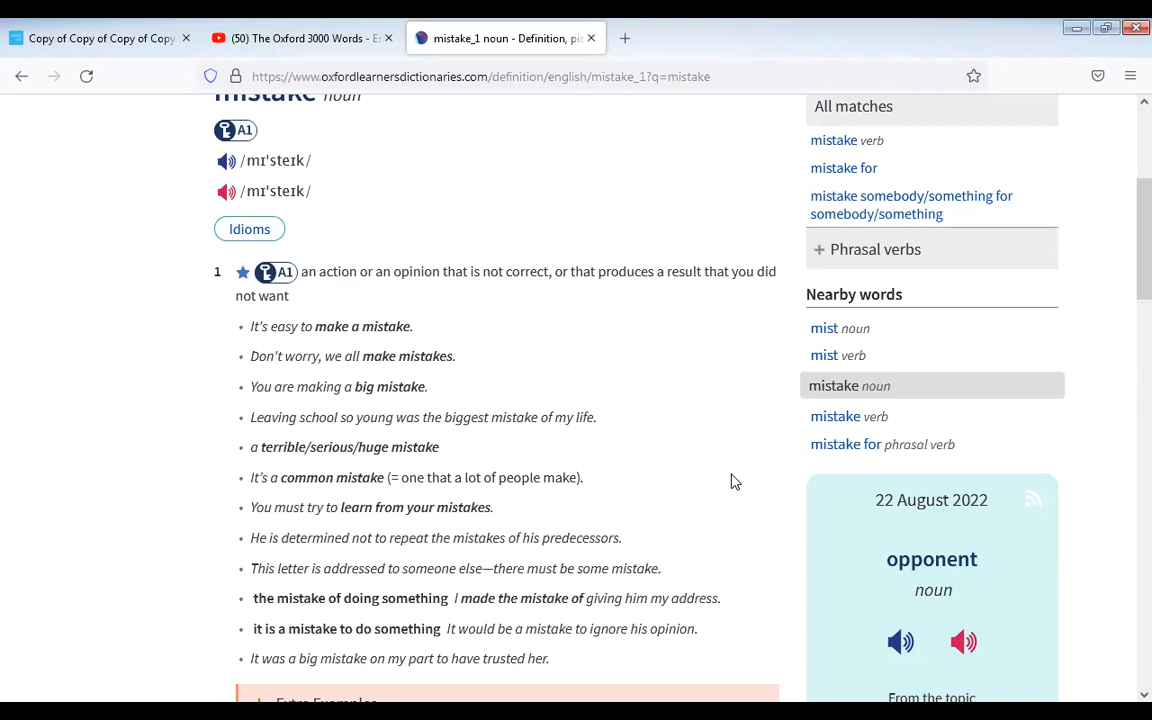 Copy of Copy of Copy of Copy
(50) The Oxford 3000 Words - Er
mistake_1 noun - Definition, pic
https://www.oxfordlearnersdictionaries.com/definition/english/mistake_1?q=mistake
mistake noun
A1
/mɪˈsteɪk/
/mɪˈsteɪk/
Idioms
1 A1 an action or an opinion that is not correct, or that produces a result that you did
not want
• It's easy to make a mistake.
• Don't worry, we all make mistakes.
• You are making a big mistake.
• Leaving school so young was the biggest mistake of my life.
• a terrible/serious/huge mistake
• It’s a common mistake (= one that a lot of people make).
• You must try to learn from your mistakes.
• He is determined not to repeat the mistakes of his predecessors.
• This letter is addressed to someone else—there must be some mistake.
• the mistake of doing something I made the mistake of giving him my address.
• it is a mistake to do something It would be a mistake to ignore his opinion.
• It was a big mistake on my part to have trusted her.
Extra Examples
All matches
mistake verb
mistake for
mistake somebody/something for
somebody/something
+ Phrasal verbs
Nearby words
mist noun
mist verb
mistake noun
mistake verb
mistake for phrasal verb
22 August 2022
opponent
noun
From the topic